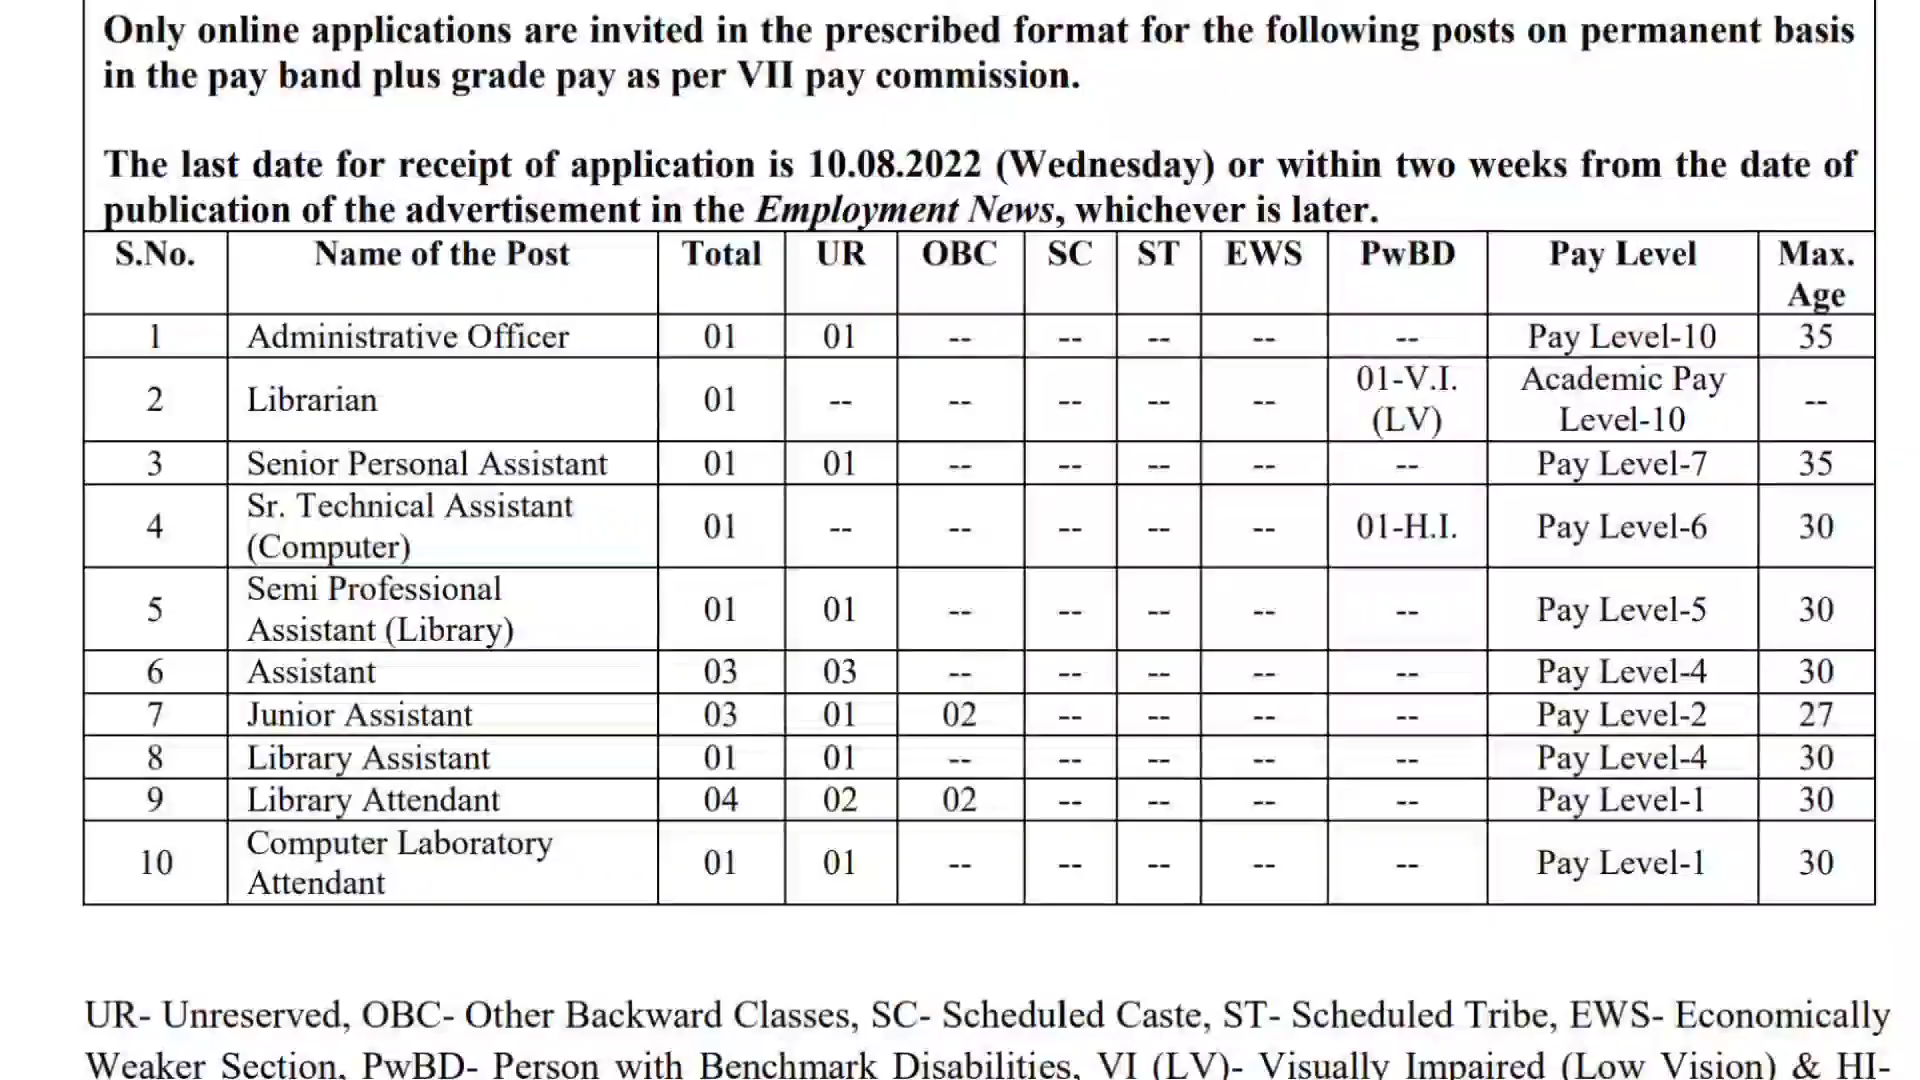 Only online applications are invited in the prescribed format for the following posts on permanent basis
in the pay band plus grade pay as per VII pay commission.
The last date for receipt of application is 10.08.2022 (Wednesday) or within two weeks from the date of
publication of the advertisement in the Employment News, whichever is later.
S.No. Name of the Post Total UR OBC SC ST EWS PwBD Pay Level Max. Age
1 Administrative Officer 01 01 -- -- -- -- -- Pay Level-10 35
2 Librarian 01 -- -- -- -- -- 01-V.I. (LV) Academic Pay Level-10 --
3 Senior Personal Assistant 01 01 -- -- -- -- -- Pay Level-7 35
4 Sr. Technical Assistant (Computer) 01 -- -- -- -- -- 01-H.I. Pay Level-6 30
5 Semi Professional Assistant (Library) 01 01 -- -- -- -- -- Pay Level-5 30
6 Assistant 03 03 -- -- -- -- -- Pay Level-4 30
7 Junior Assistant 03 01 02 -- -- -- -- Pay Level-2 27
8 Library Assistant 01 01 -- -- -- -- -- Pay Level-4 30
9 Library Attendant 04 02 02 -- -- -- -- Pay Level-1 30
10 Computer Laboratory Attendant 01 01 -- -- -- -- -- Pay Level-1 30
UR- Unreserved, OBC- Other Backward Classes, SC- Scheduled Caste, ST- Scheduled Tribe, EWS- Economically
Weaker Section, PwBD- Person with Benchmark Disabilities, VI (LV)- Visually Impaired (Low Vision) & HI-